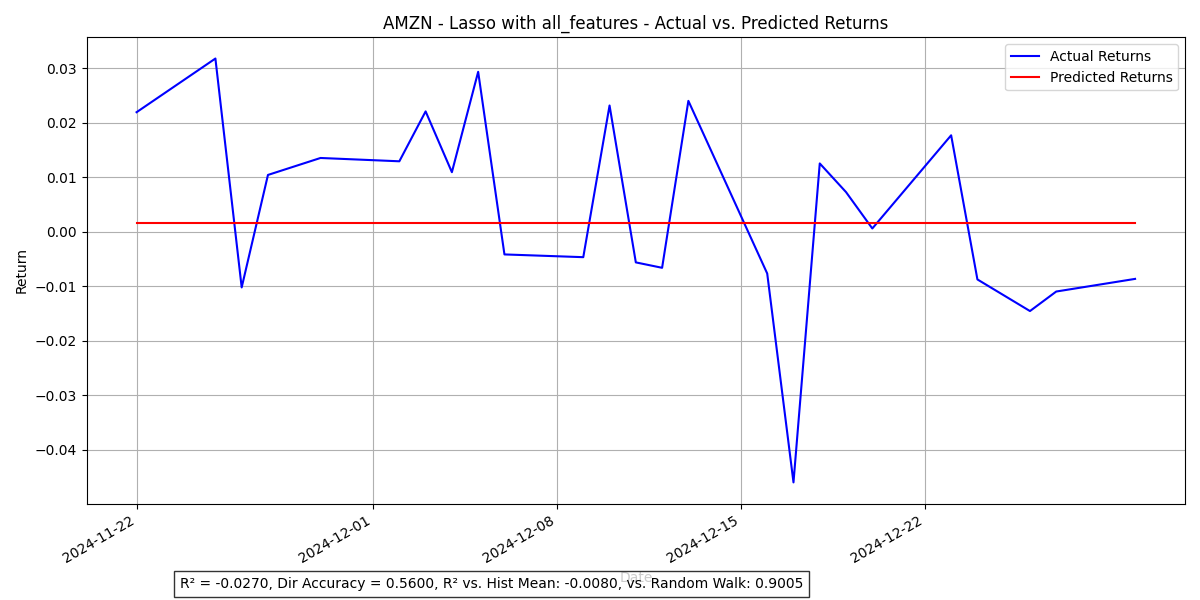 AMZN - Lasso with all_features - Actual vs. Predicted Returns
Actual Returns
Predicted Returns
0.03
0.02
0.01
0.00
−0.01
−0.02
−0.03
−0.04
Return
2024-11-22
2024-12-01
2024-12-08
2024-12-15
2024-12-22
Date
R² = -0.0270, Dir Accuracy = 0.5600, R² vs. Hist Mean: -0.0080, vs. Random Walk: 0.9005